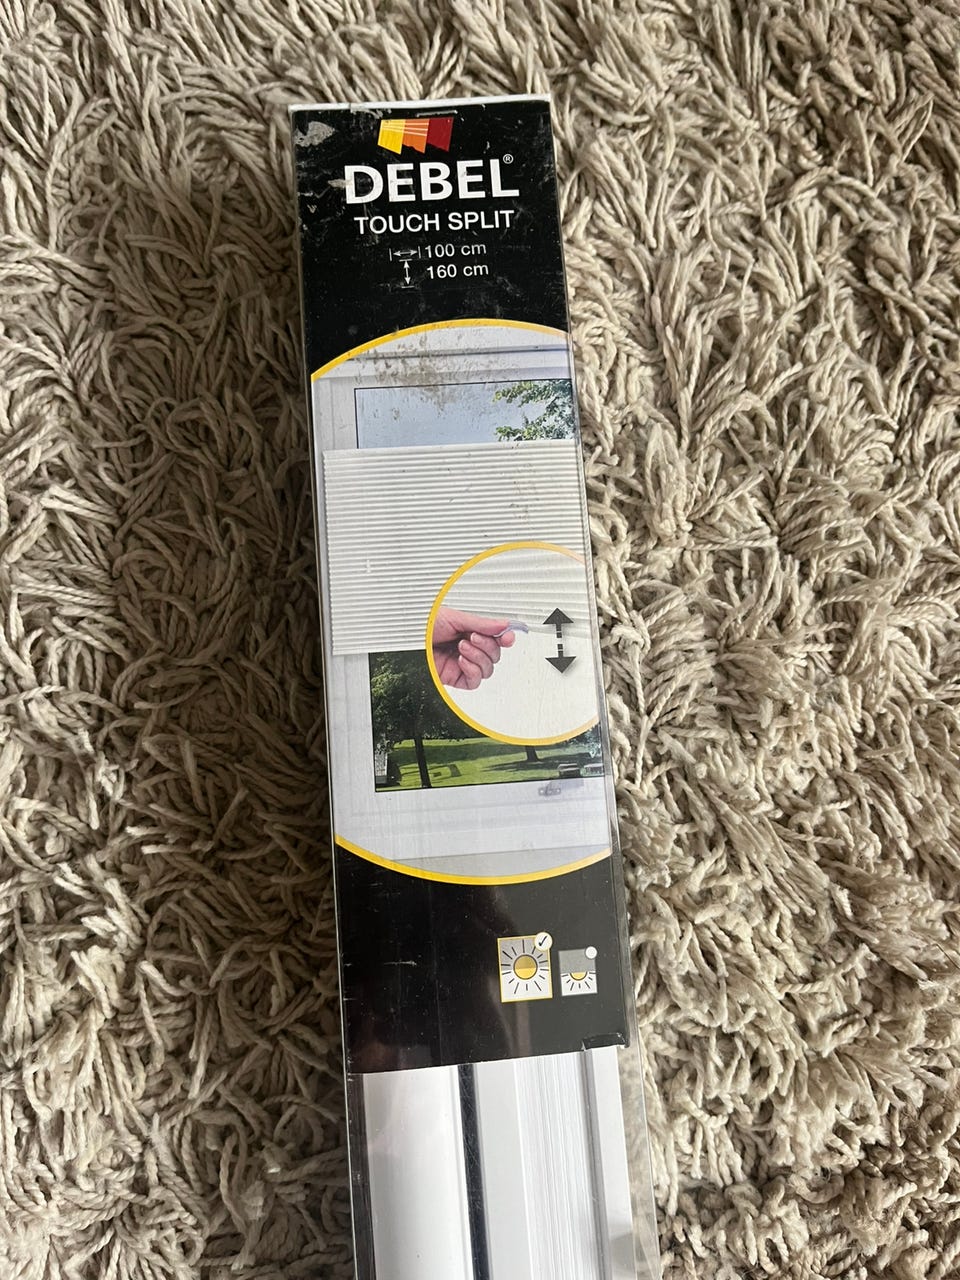 DEBEL®
TOUCH SPLIT
100 cm
160 cm